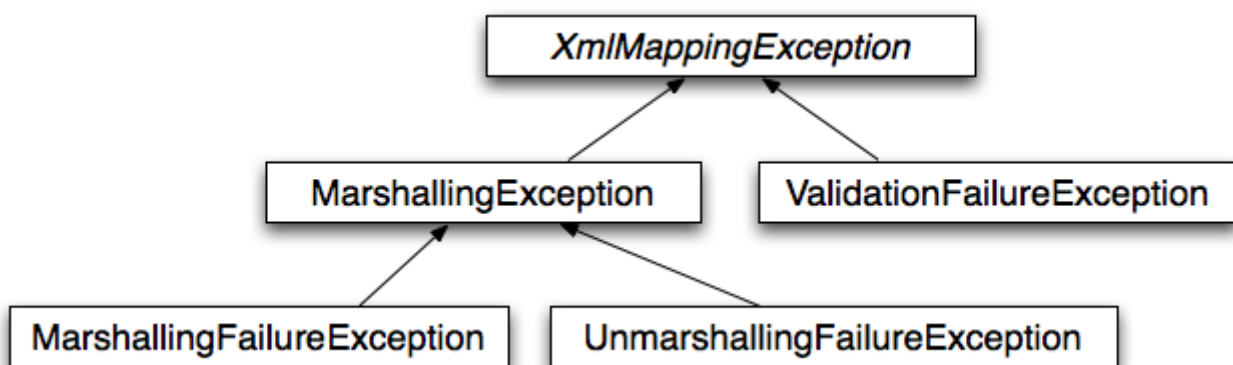 XmlMappingException
MarshallingException
ValidationFailureException
MarshallingFailureException
UnmarshallingFailureException